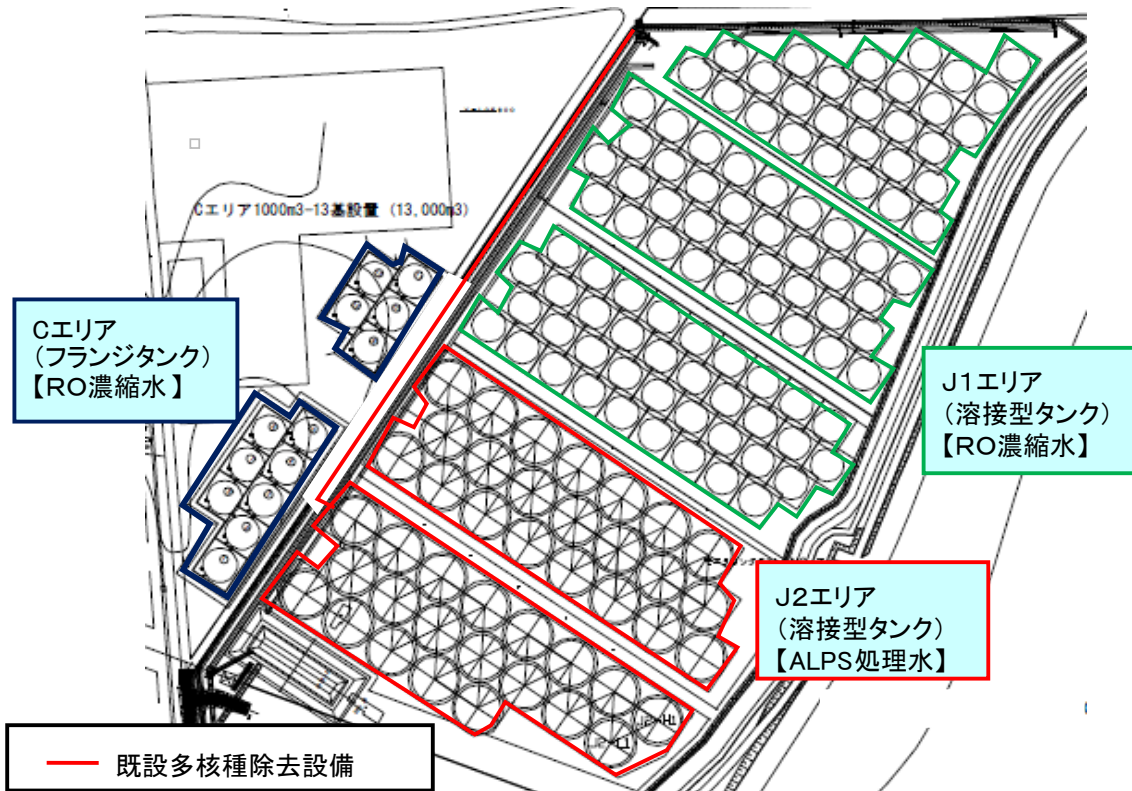 Cエリア1000m3-13基設置 (13,000m3)
Cエリア
(フランジタンク)
【RO濃縮水】
J1エリア
(溶接型タンク)
【RO濃縮水】
J2エリア
(溶接型タンク)
【ALPS処理水】
既設多核種除去設備